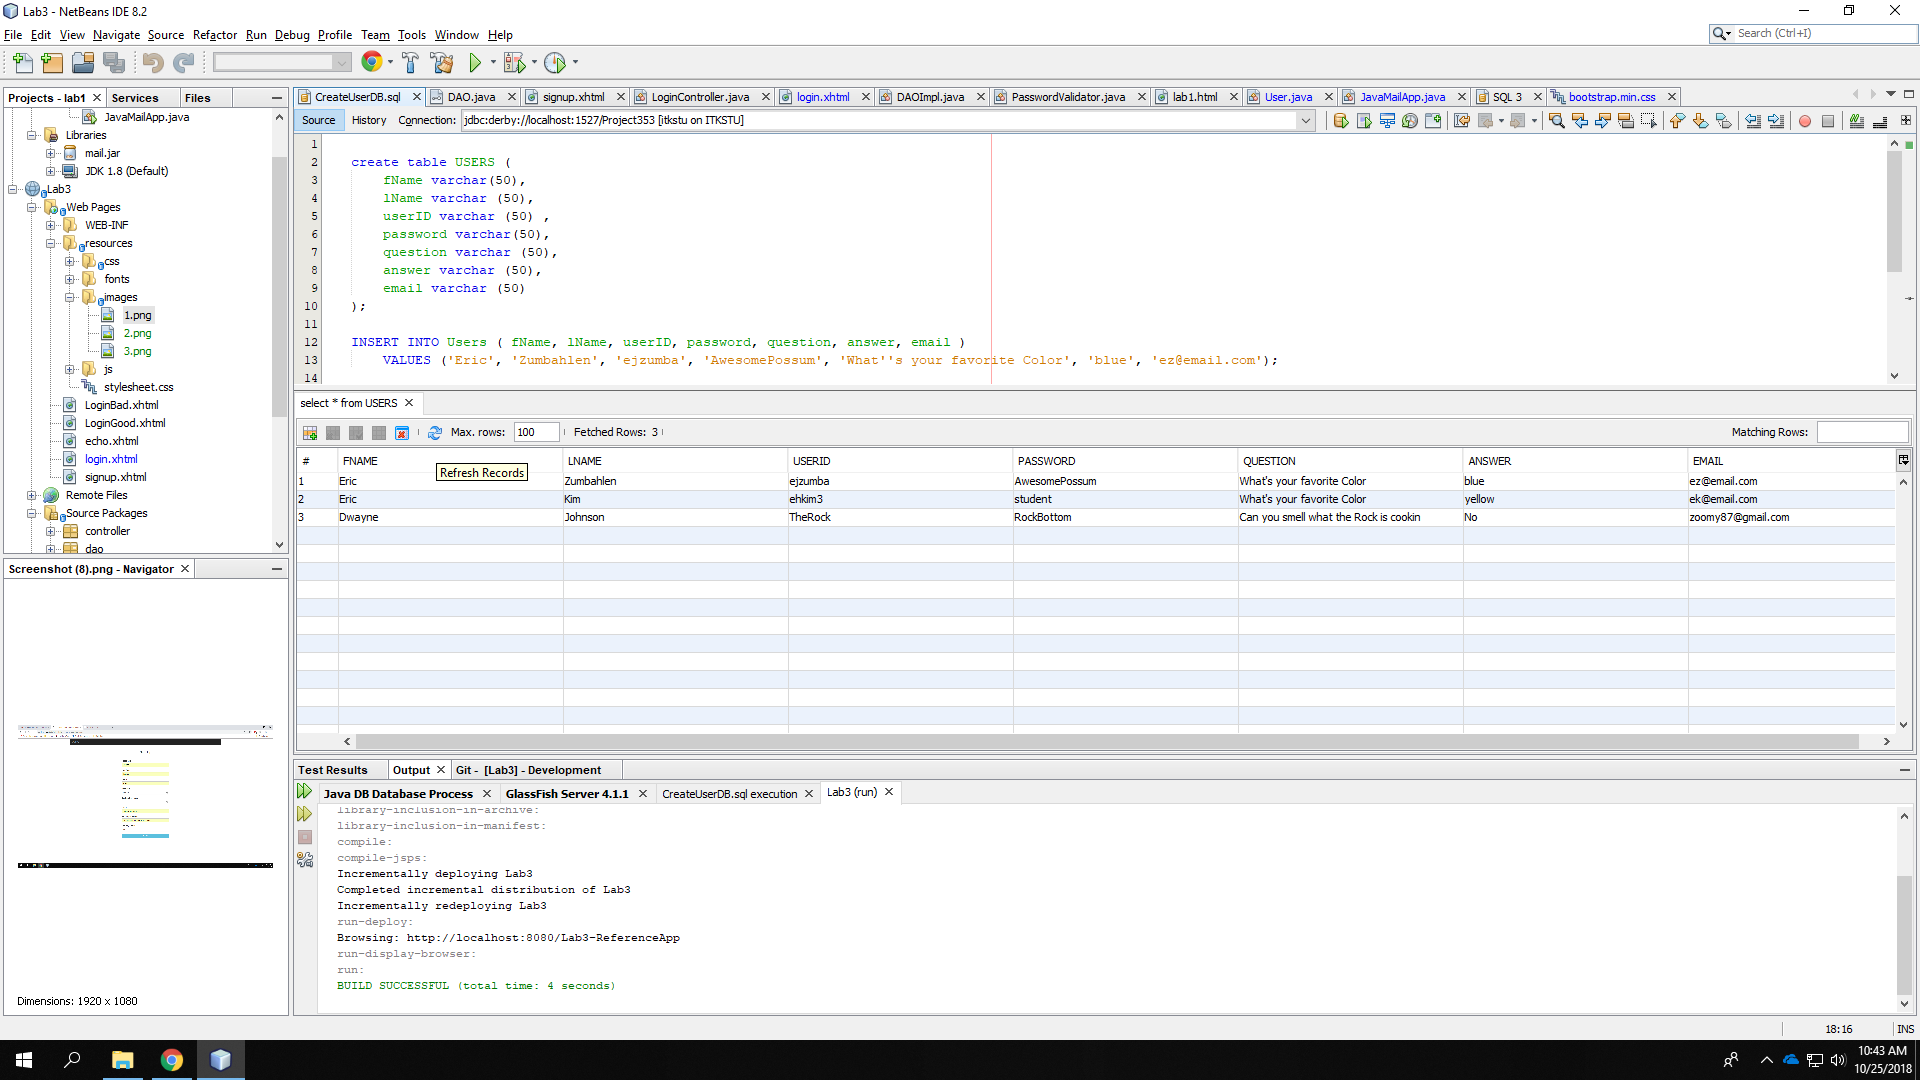 Lab3 - NetBeans IDE 8.2
File Edit View Navigate Source Refactor Run Debug Profile Team Tools Window Help
Search (Ctrl+I)
Projects - lab1 Services Files
CreateUserDB.sql DAO.java signup.xhtml LoginController.java login.xhtml DAOImpl.java PasswordValidator.java lab1.html User.java JavaMailApp.java SQL 3 bootstrap.min.css
Source History Connection: jdbc:derby://localhost:1527/Project353 [itkstu on ITKSTU]
JavaMailApp.java
Libraries
mail.jar
JDK 1.8 (Default)
Lab3
Web Pages
WEB-INF
resources
css
fonts
images
1.png
2.png
3.png
js
stylesheet.css
LoginBad.xhtml
LoginGood.xhtml
echo.xhtml
login.xhtml
signup.xhtml
Remote Files
Source Packages
controller
dao
1
2 create table USERS (
3 fName varchar(50),
4 lName varchar (50),
5 userID varchar (50) ,
6 password varchar(50),
7 question varchar (50),
8 answer varchar (50),
9 email varchar (50)
10 );
11
12 INSERT INTO Users ( fName, lName, userID, password, question, answer, email )
13 VALUES ('Eric', 'Zumbahlen', 'ejzumba', 'AwesomePossum', 'What''s your favorite Color', 'blue', 'ez@email.com');
14
select * from USERS
Max. rows: 100 Fetched Rows: 3 Matching Rows:
# FNAME LNAME USERID PASSWORD QUESTION ANSWER EMAIL
Refresh Records
1 Eric Zumbahlen ejzumba AwesomePossum What's your favorite Color blue ez@email.com
2 Eric Kim ehkim3 student What's your favorite Color yellow ek@email.com
3 Dwayne Johnson TheRock RockBottom Can you smell what the Rock is cookin No zoomy87@gmail.com
Screenshot (8).png - Navigator
Dimensions: 1920 x 1080
Test Results Output Git - [Lab3] - Development
Java DB Database Process GlassFish Server 4.1.1 CreateUserDB.sql execution Lab3 (run)
library-inclusion-in-archive:
library-inclusion-in-manifest:
compile:
compile-jsps:
Incrementally deploying Lab3
Completed incremental distribution of Lab3
Incrementally redeploying Lab3
run-deploy:
Browsing: http://localhost:8080/Lab3-ReferenceApp
run-display-browser:
run:
BUILD SUCCESSFUL (total time: 4 seconds)
18:16 INS
10:43 AM
10/25/2018